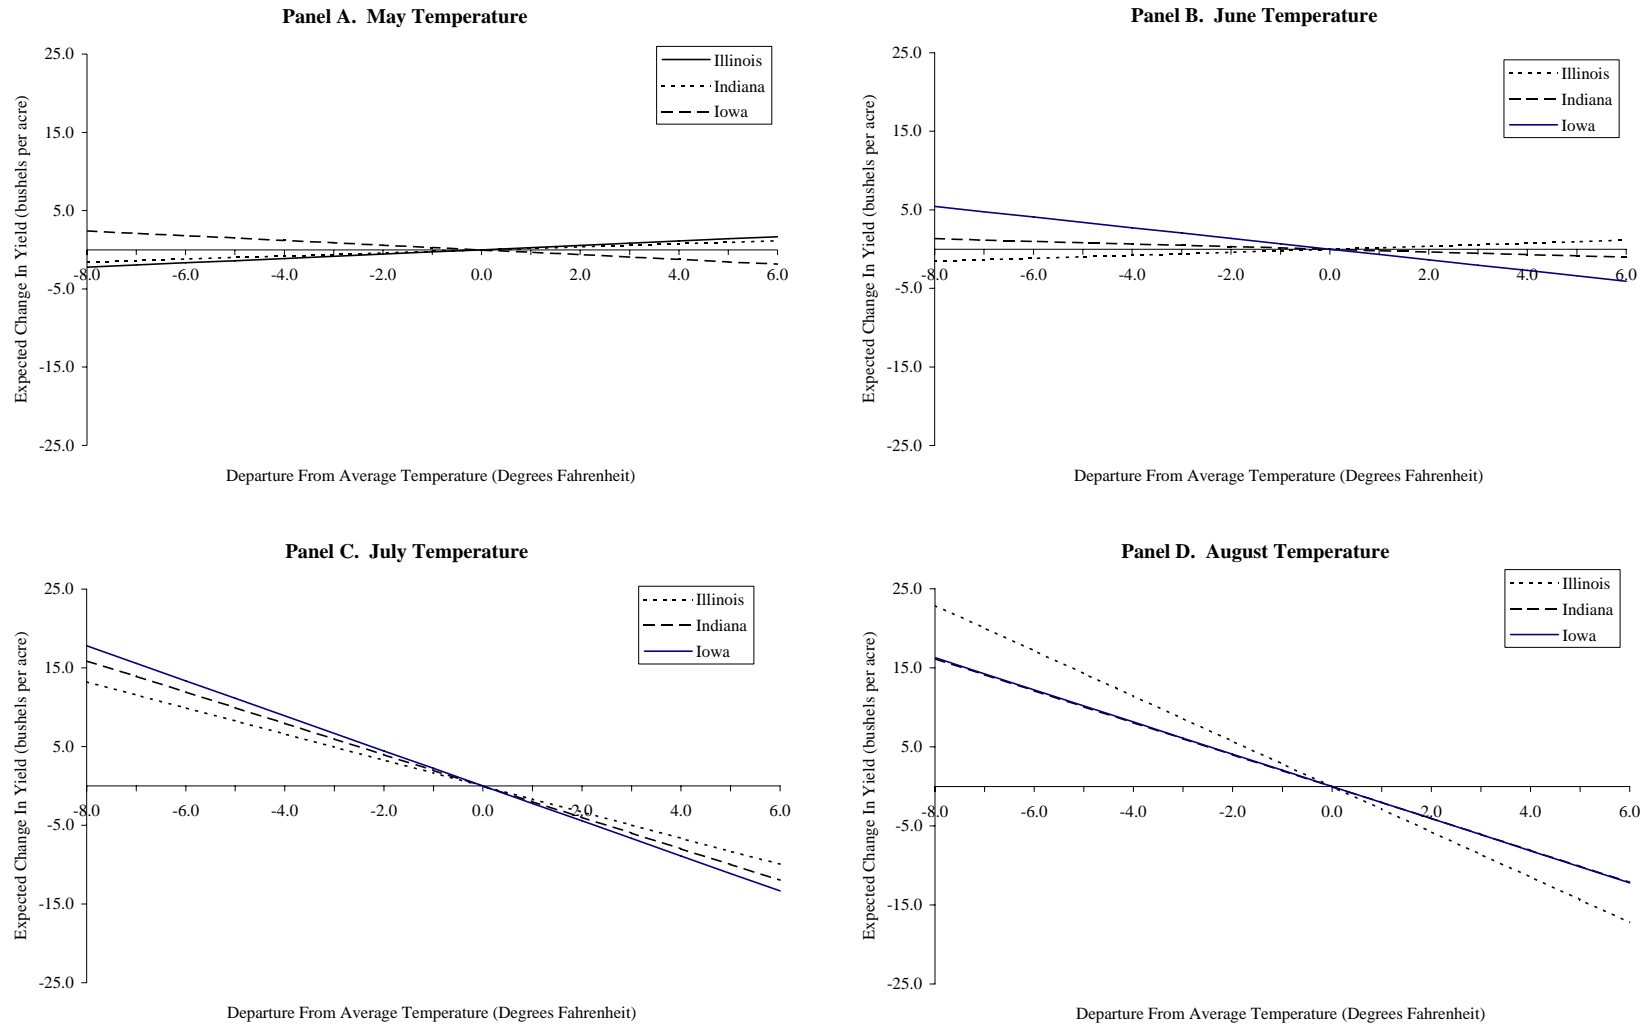 Panel A.  May Temperature
25.0
15.0
5.0
-5.0
-15.0
-25.0
-8.0 -6.0 -4.0 -2.0 0.0 2.0 4.0 6.0
Expected Change In Yield (bushels per acre)
Departure From Average Temperature (Degrees Fahrenheit)
Illinois
Indiana
Iowa
Panel B.  June Temperature
25.0
15.0
5.0
-5.0
-15.0
-25.0
-8.0 -6.0 -4.0 -2.0 0.0 2.0 4.0 6.0
Expected Change In Yield (bushels per acre)
Departure From Average Temperature (Degrees Fahrenheit)
Illinois
Indiana
Iowa
Panel C.  July Temperature
25.0
15.0
5.0
-5.0
-15.0
-25.0
-8.0 -6.0 -4.0 -2.0 0.0 2.0 4.0 6.0
Expected Change In Yield (bushels per acre)
Departure From Average Temperature (Degrees Fahrenheit)
Illinois
Indiana
Iowa
Panel D.  August Temperature
25.0
15.0
5.0
-5.0
-15.0
-25.0
-8.0 -6.0 -4.0 -2.0 0.0 2.0 4.0 6.0
Expected Change In Yield (bushels per acre)
Departure From Average Temperature (Degrees Fahrenheit)
Illinois
Indiana
Iowa